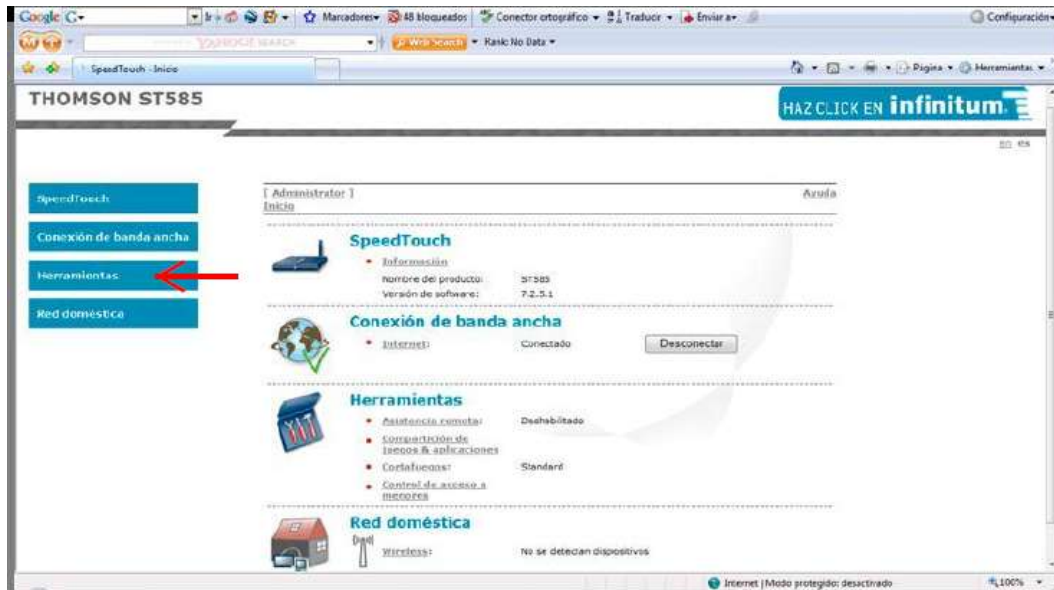 Google G Ir Marcadores 48 bloqueados Corrector ortográfico Traducir Enviar a Configuración
YAHOO! SEARCH Web Search Rank: No Data
SpeedTouch - Inicio Página Herramientas
THOMSON ST585
HAZ CLICK EN infinitum.
en es
SpeedTouch
Conexión de banda ancha
Herramientas
Red doméstica
[ Administrator ] Ayuda
Inicio
SpeedTouch
Información
Nombre del producto: ST585
Versión de software: 7.2.5.1
Conexión de banda ancha
Internet: Conectado Desconectar
Herramientas
Asistencia remota: Deshabilitado
Compartición de
juegos & aplicaciones
Cortafuegos: Standard
Control de acceso a
menores
Red doméstica
Wireless: No se detectan dispositivos
Internet | Modo protegido: desactivado 100%